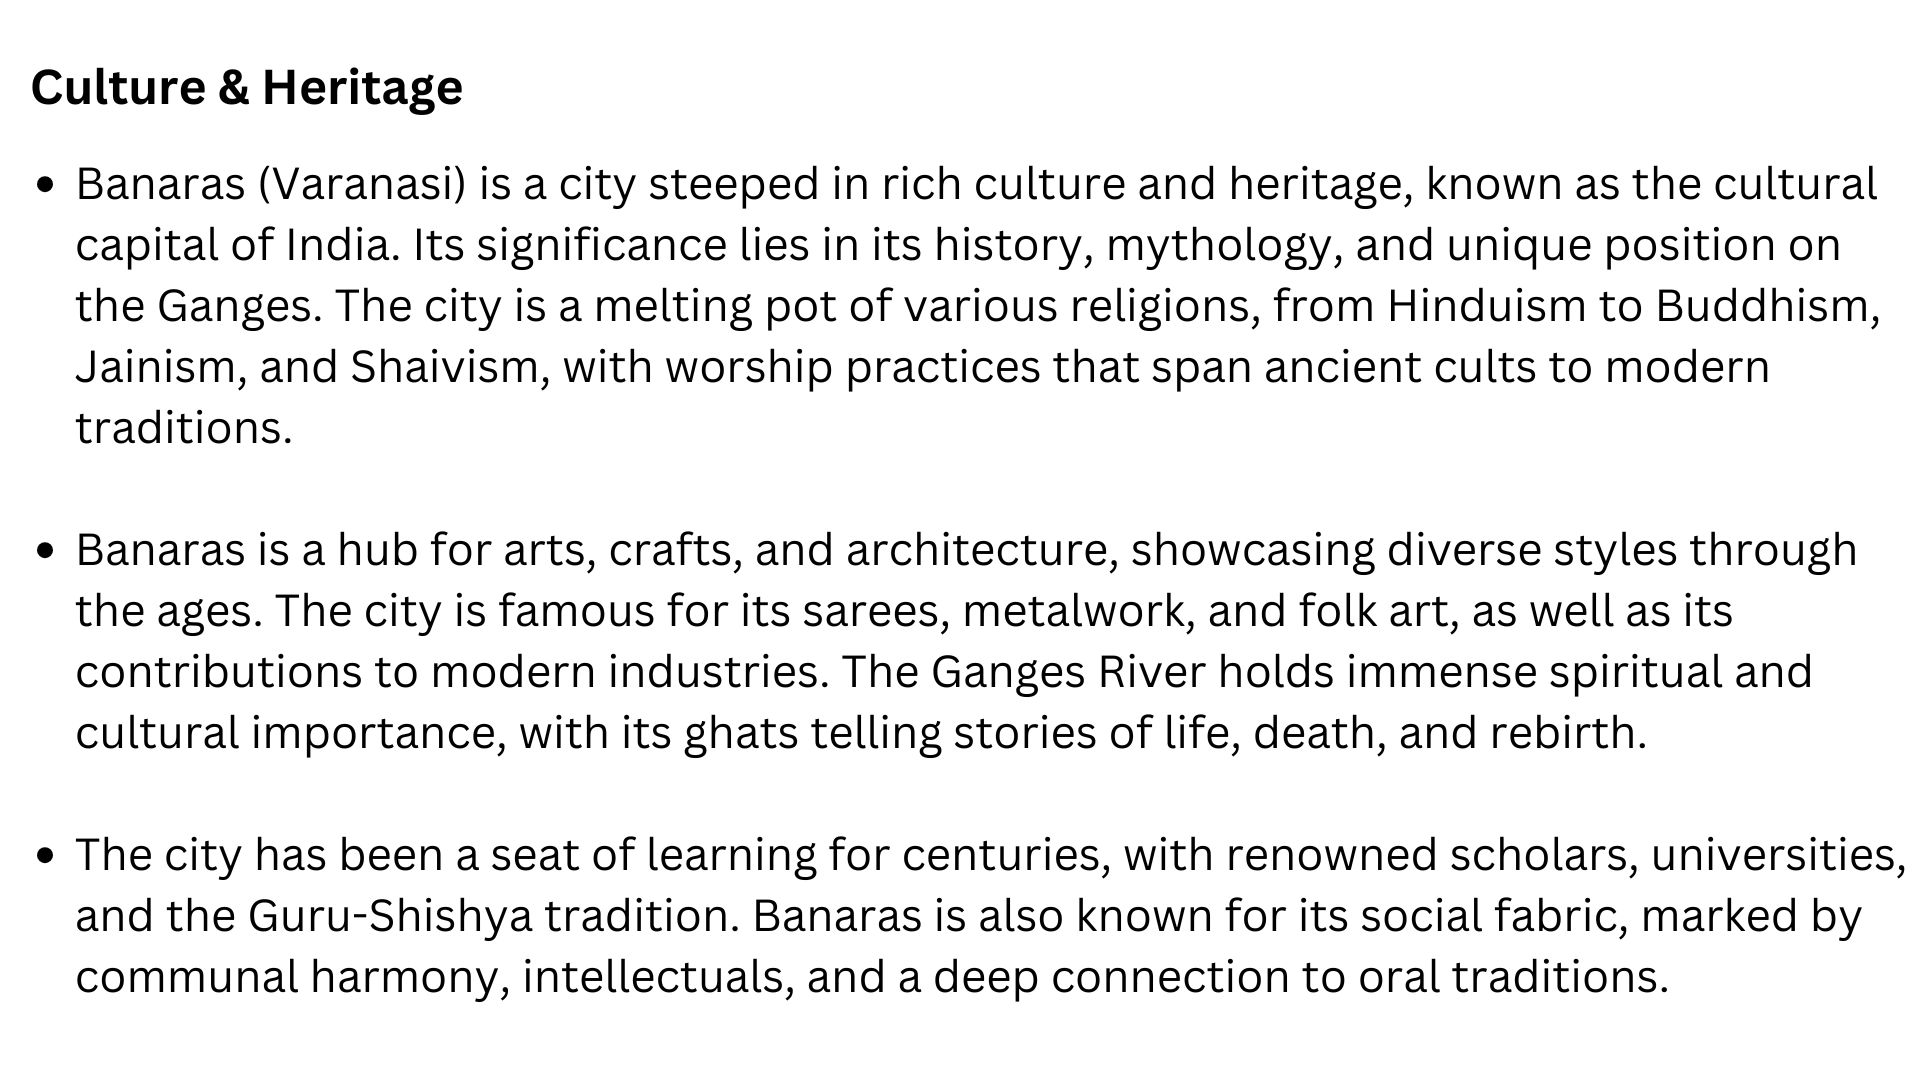 Culture & Heritage
• Banaras (Varanasi) is a city steeped in rich culture and heritage, known as the cultural
capital of India. Its significance lies in its history, mythology, and unique position on
the Ganges. The city is a melting pot of various religions, from Hinduism to Buddhism,
Jainism, and Shaivism, with worship practices that span ancient cults to modern
traditions.
• Banaras is a hub for arts, crafts, and architecture, showcasing diverse styles through
the ages. The city is famous for its sarees, metalwork, and folk art, as well as its
contributions to modern industries. The Ganges River holds immense spiritual and
cultural importance, with its ghats telling stories of life, death, and rebirth.
• The city has been a seat of learning for centuries, with renowned scholars, universities,
and the Guru-Shishya tradition. Banaras is also known for its social fabric, marked by
communal harmony, intellectuals, and a deep connection to oral traditions.